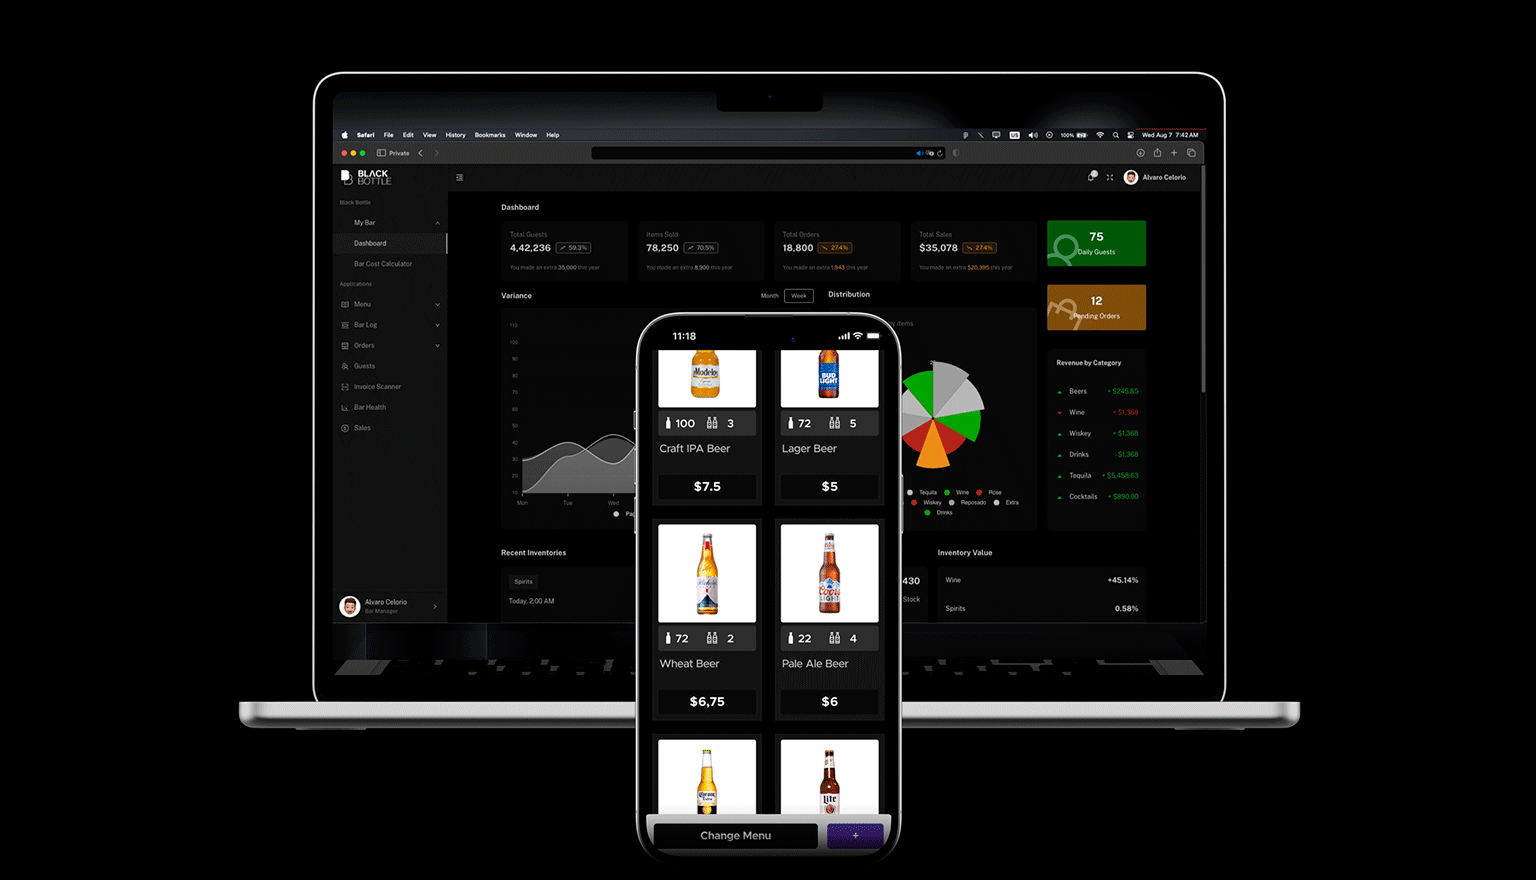 Safari File Edit View History Bookmarks Window Help
US 100% Wed Aug 7 7:42 AM
Private
BLACK
BOTTLE
Alvaro Celorio
Black Bottle
My Bar
Dashboard
Bar Cost Calculator
Applications
Menu
Bar Log
Orders
Guests
Invoice Scanner
Bar Health
Sales
Alvaro Celorio
Bar Manager
Dashboard
Total Guests
4,42,236 59.3%
You made an extra 35,000 this year
Items Sold
78,250 70.5%
You made an extra 8,900 this year
Total Orders
18,800 27.4%
You made an extra 1,943 this year
Total Sales
$35,078 27.4%
You made an extra $20,395 this year
75
Daily Guests
12
Pending Orders
Variance
Month Week
110
100
90
80
70
60
50
40
30
20
10
Mon Tue Wed
Distribution
by items
Tequila Wine Rose
Wiskey Reposado Extra
Drinks
Revenue by Category
Beers + $245.85
Wine + $1,368
Wiskey + $1,368
Drinks - $1,368
Tequila + $5,458.63
Cocktails + $890.00
Recent Inventories
Spirits
Today, 2:00 AM
430
Stock
Inventory Value
Wine +45.14%
Spirits 0.58%
11:18
Modelo
BUD
LIGHT
100 3
Craft IPA Beer
$7.5
72 5
Lager Beer
$5
Coors
LIGHT
72 2
Wheat Beer
$6,75
22 4
Pale Ale Beer
$6
Corona
Extra
Lite
Change Menu
+